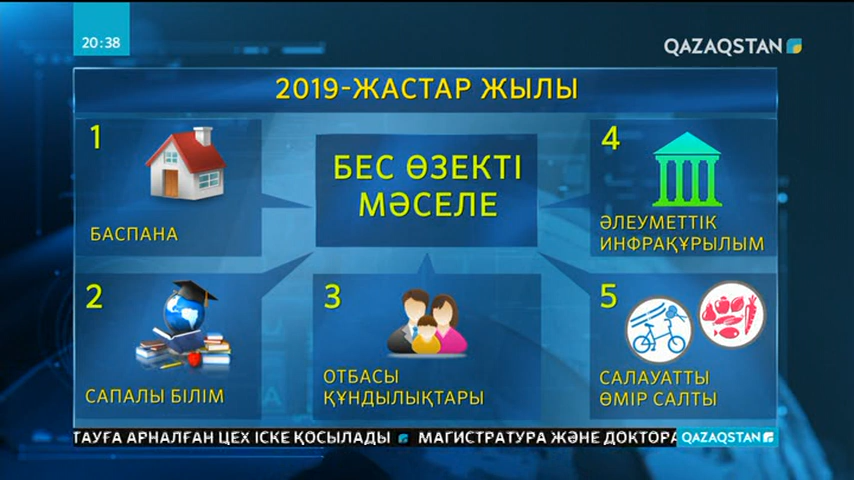 20:38
QAZAQSTAN
2019-ЖАСТАР ЖЫЛЫ
1
БАСПАНА
БЕС ӨЗЕКТІ
МӘСЕЛЕ
4
ӘЛЕУМЕТТІК
ИНФРАҚҰРЫЛЫМ
2
САПАЛЫ БІЛІМ
3
ОТБАСЫ
ҚҰНДЫЛЫҚТАРЫ
5
САЛАУАТТЫ
ӨМІР САЛТЫ
ТАУҒА АРНАЛҒАН ЦЕХ ІСКЕ ҚОСЫЛАДЫ МАГИСТРАТУРА ЖӘНЕ ДОКТОРА QAZAQSTAN